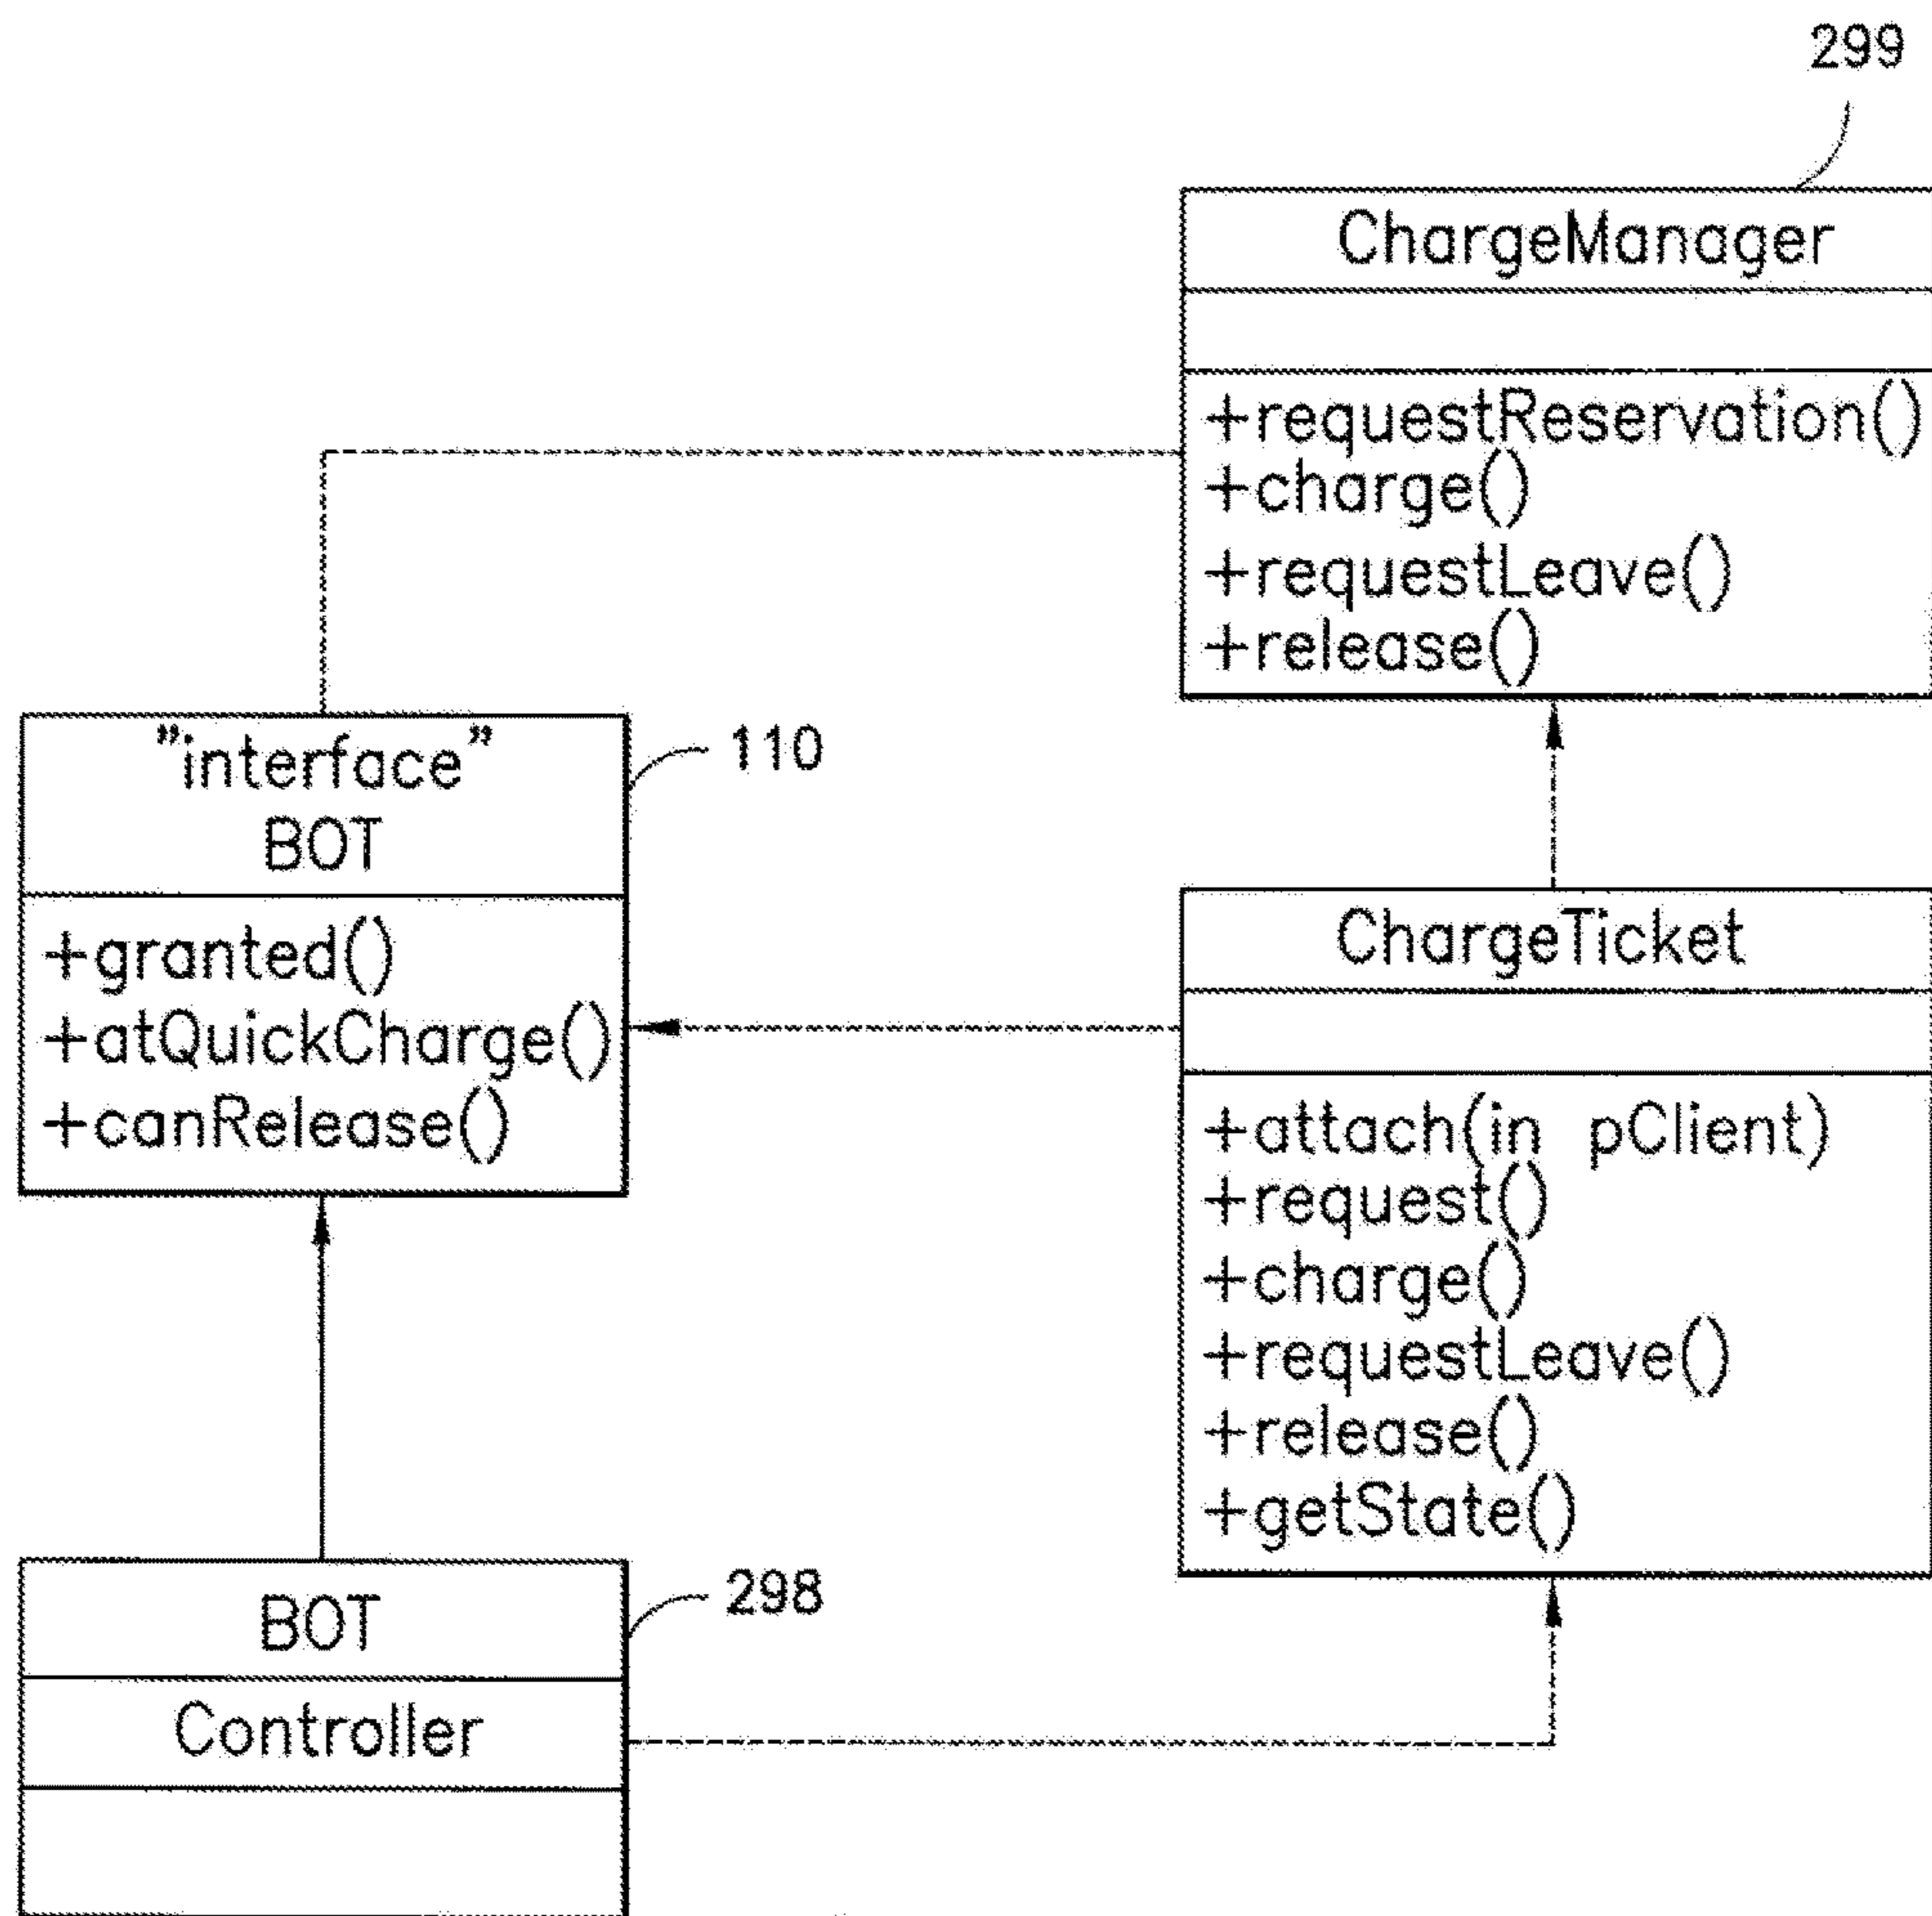 299
ChargeManager
+requestReservation()
+charge()
+requestLeave()
+release()
"interface"
BOT
110
+granted()
+atQuickCharge()
+canRelease()
ChargeTicket
+attach(in pClient)
+request()
+charge()
+requestLeave()
+release()
+getState()
BOT
298
Controller